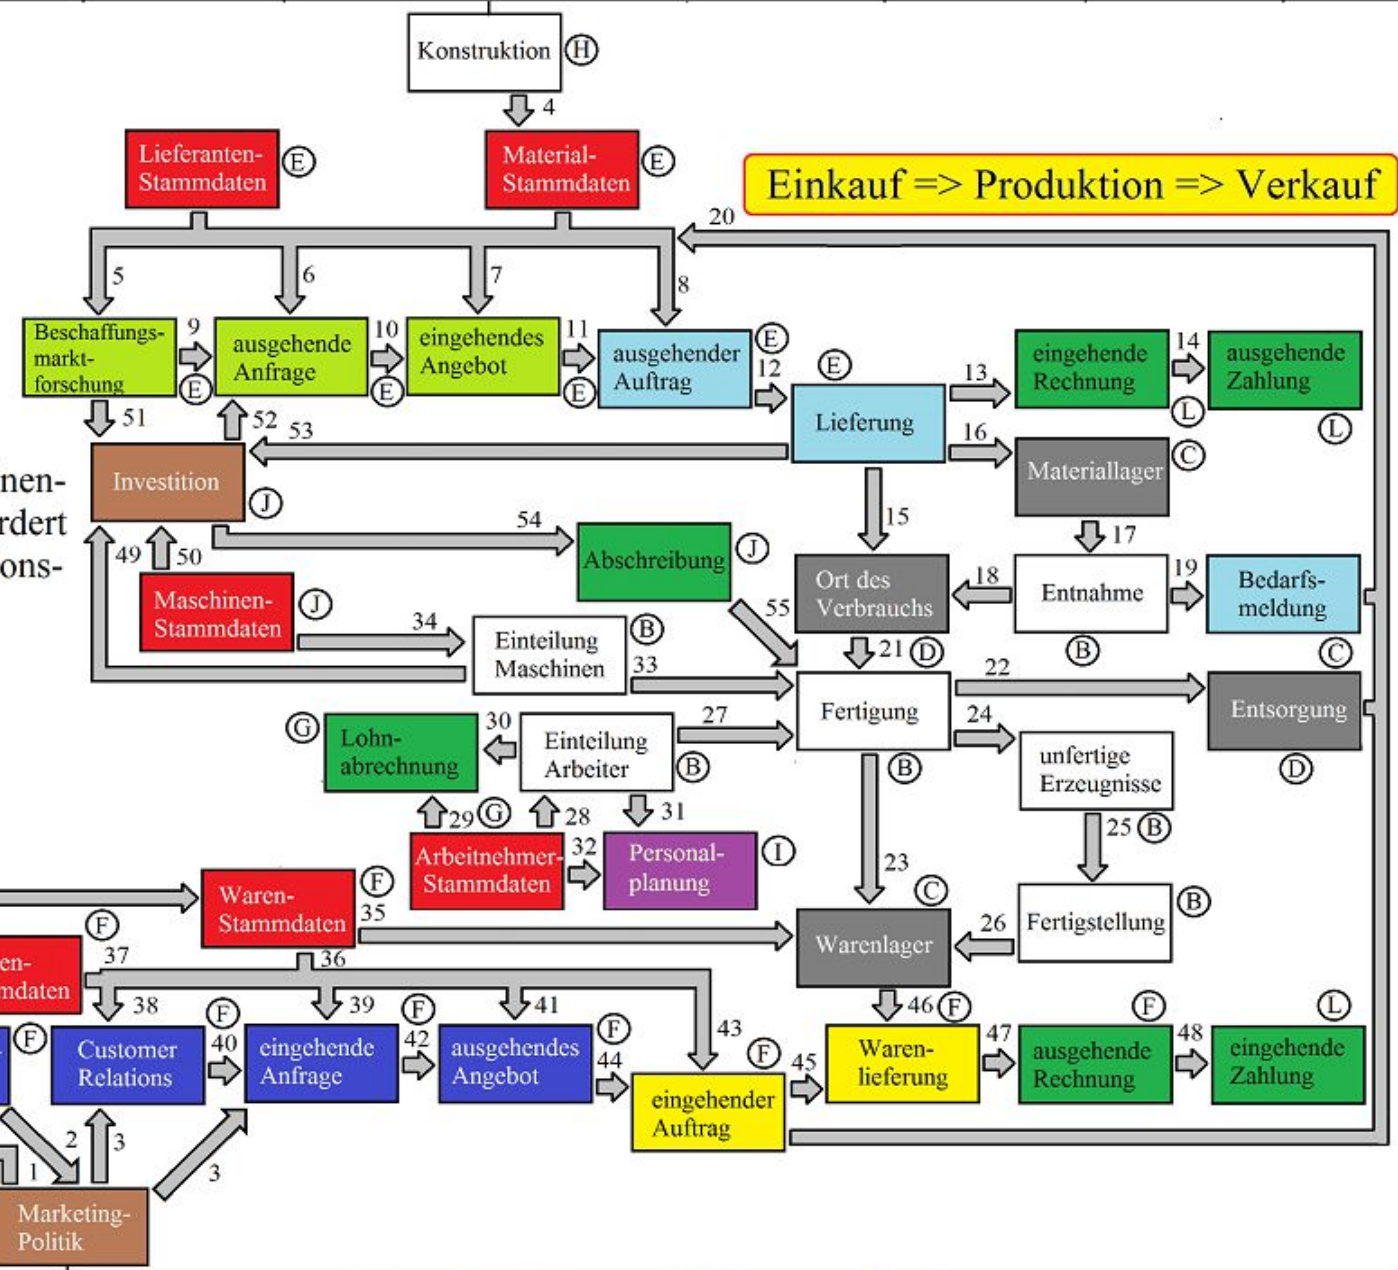 Konstruktion
H
4
Lieferanten-
Stammdaten
E
Material-
Stammdaten
E
Einkauf => Produktion => Verkauf
20
5
6
7
8
Beschaffungs-
markt-
forschung
9
E
ausgehende
Anfrage
10
E
eingehendes
Angebot
11
E
ausgehender
Auftrag
E
12
Lieferung
E
13
eingehende
Rechnung
14
L
ausgehende
Zahlung
L
51
52
53
16
Materiallager
C
Investition
J
nen-
rdert
ons-
49
50
54
Abschreibung
J
15
17
Maschinen-
Stammdaten
J
34
Einteilung
Maschinen
B
33
55
Ort des
Verbrauchs
18
Entnahme
B
19
Bedarfs-
meldung
C
21
D
Fertigung
B
22
Entsorgung
D
24
unfertige
Erzeugnisse
G
Lohn-
abrechnung
30
Einteilung
Arbeiter
B
27
29
G
28
31
25
B
Arbeitnehmer-
Stammdaten
32
Personal-
planung
I
23
Waren-
Stammdaten
F
35
36
Warenlager
C
26
Fertigstellung
B
F
en-
mdaten
37
38
39
41
43
46
F
F
Customer
Relations
F
40
eingehende
Anfrage
F
42
ausgehendes
Angebot
F
44
eingehender
Auftrag
F
45
Waren-
lieferung
47
ausgehende
Rechnung
F
48
eingehende
Zahlung
L
1
2
3
3
Marketing-
Politik